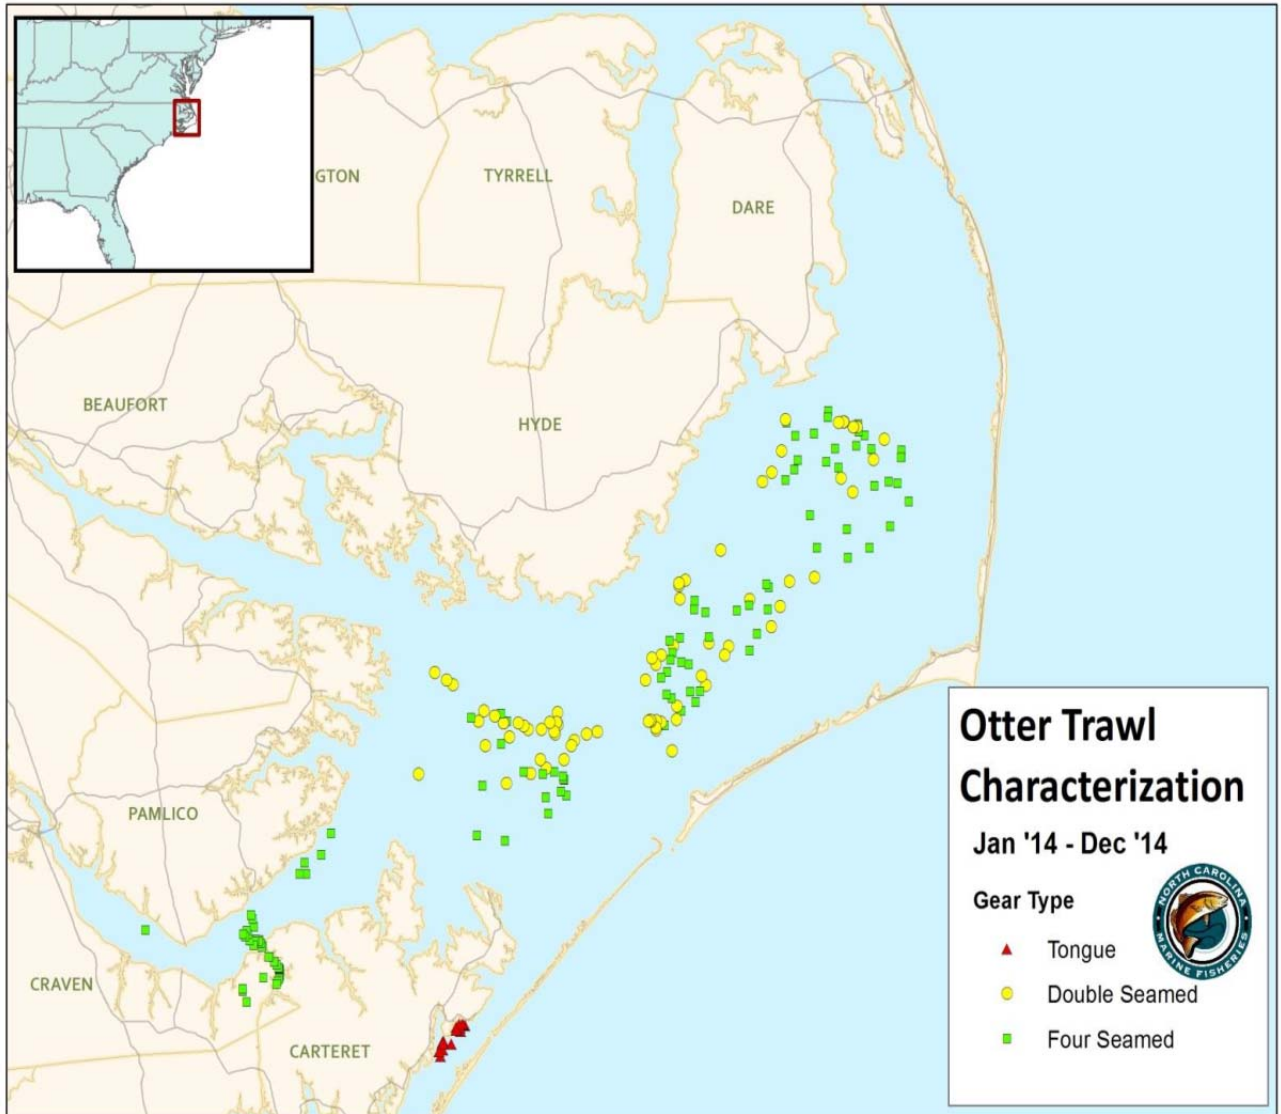 GTON
TYRRELL
DARE
BEAUFORT
HYDE
PAMLICO
CRAVEN
CARTERET
Otter Trawl
Characterization
Jan '14 - Dec '14
Gear Type
Tongue
Double Seamed
Four Seamed
NORTH CAROLINA
MARINE FISHERIES